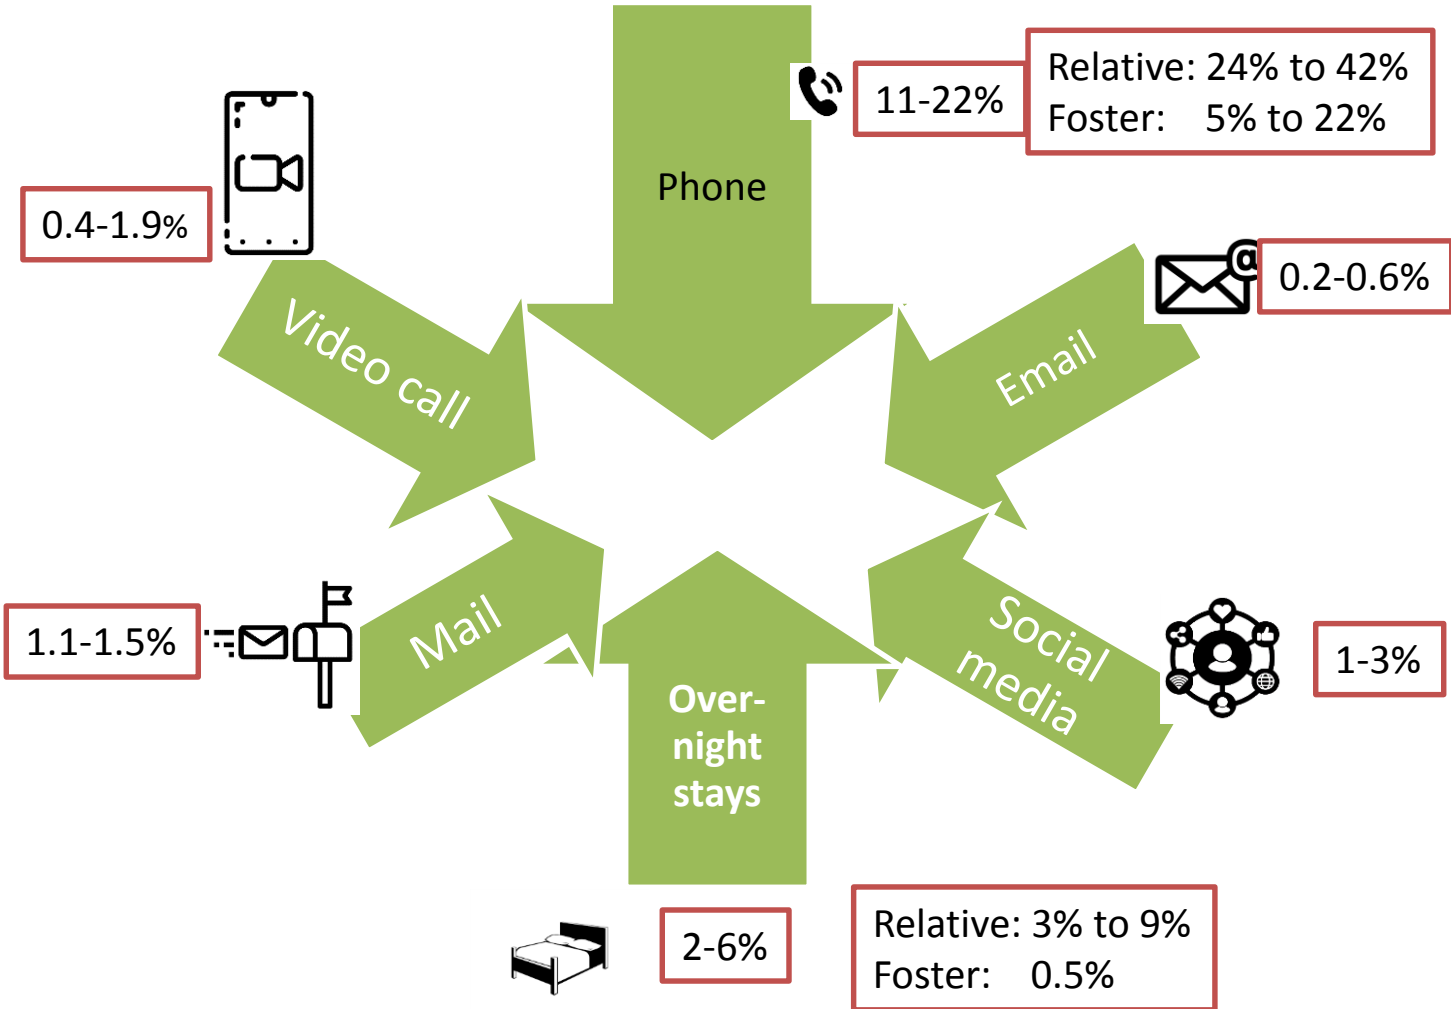 Phone
11-22%
Relative: 24% to 42%
Foster: 5% to 22%
0.4-1.9%
Video call
@
0.2-0.6%
Email
1.1-1.5%
Mail
Social
media
1-3%
Over-
night
stays
2-6%
Relative: 3% to 9%
Foster: 0.5%